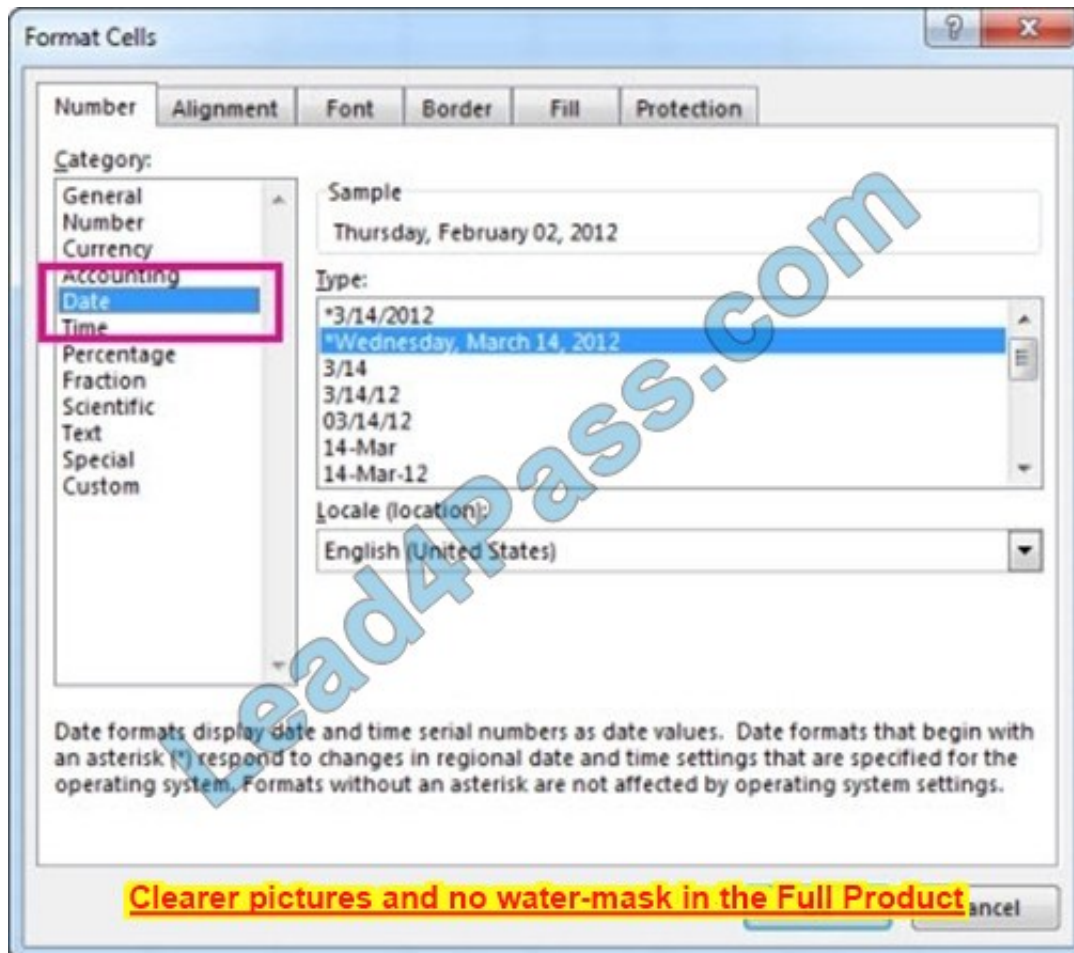 Format Cells
Number Alignment Font Border Fill Protection
Category:
General
Number
Currency
Accounting
Date
Time
Percentage
Fraction
Scientific
Text
Special
Custom
Sample
Thursday, February 02, 2012
Type:
*3/14/2012
*Wednesday, March 14, 2012
3/14
3/14/12
03/14/12
14-Mar
14-Mar-12
Locale (location):
English (United States)
Date formats display date and time serial numbers as date values. Date formats that begin with
an asterisk (*) respond to changes in regional date and time settings that are specified for the
operating system. Formats without an asterisk are not affected by operating system settings.
Lead4Pass.com
Clearer pictures and no water-mask in the Full Product
ancel